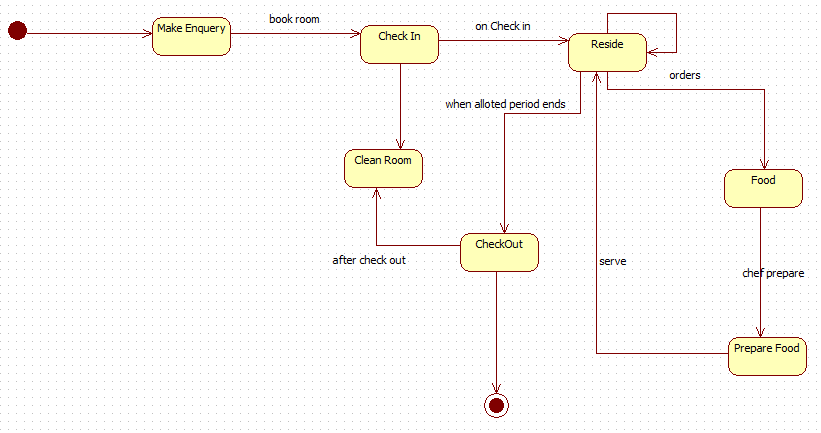 book room
Make Enquery
on Check in
Check In
Reside
orders
when alloted period ends
Clean Room
Food
CheckOut
after check out
serve
chef prepare
Prepare Food